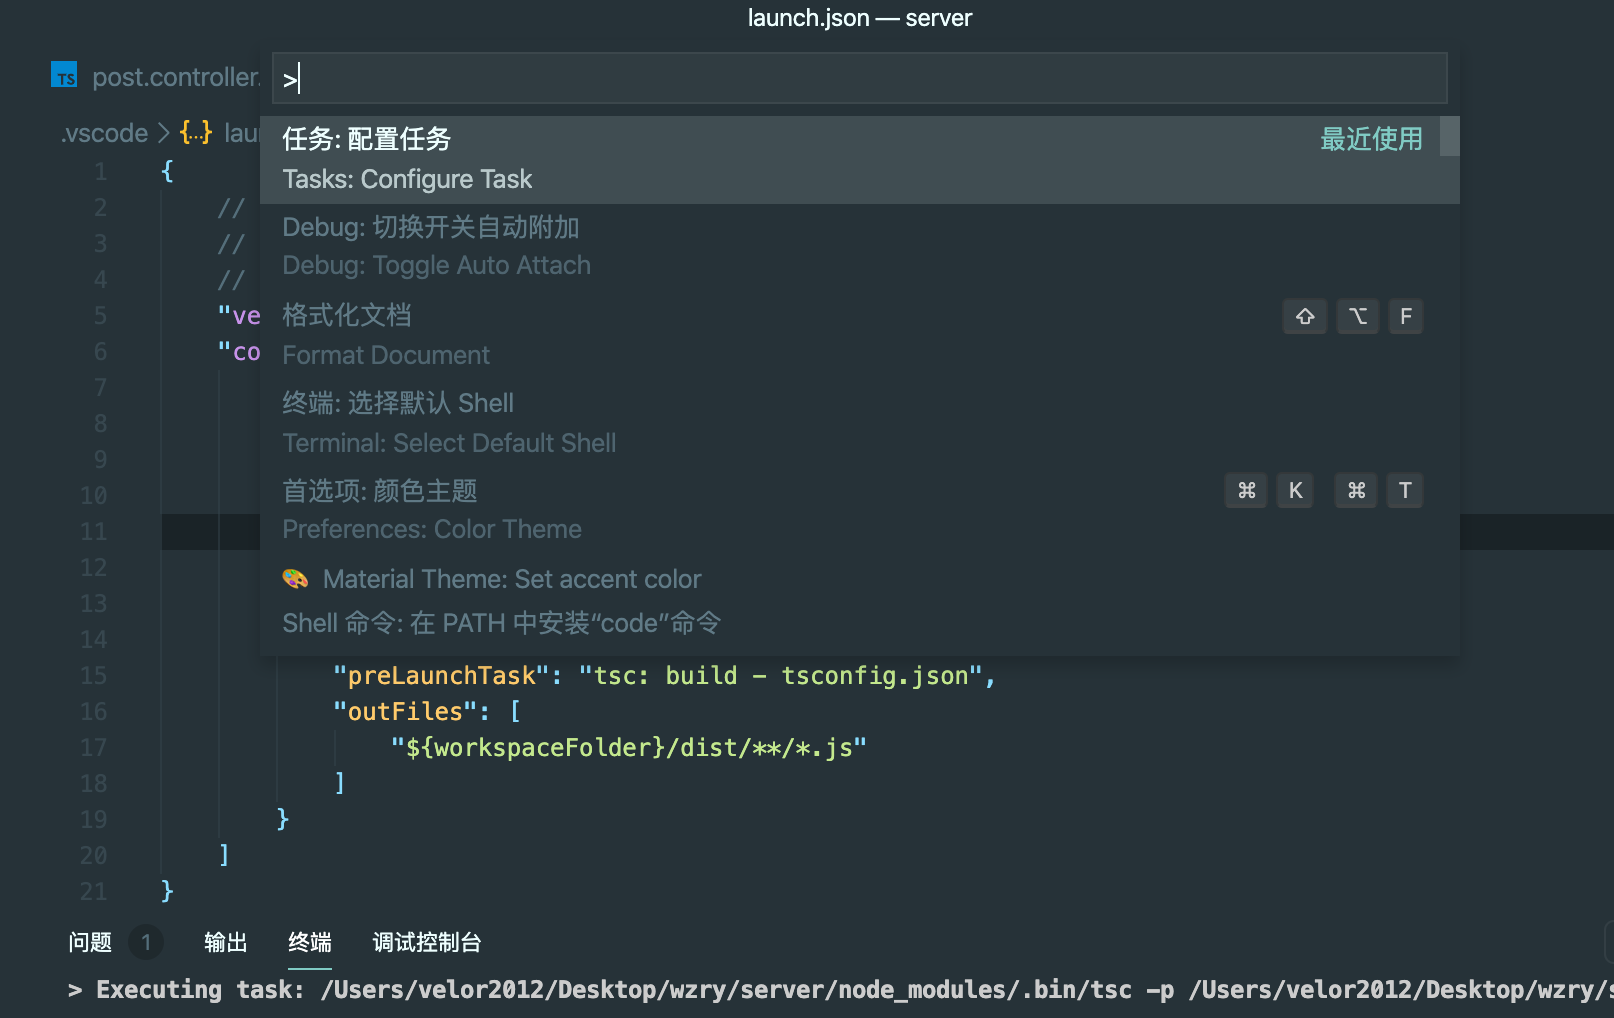 launch.json — server
TS post.controller.
>
.vscode > {...} lau
任务: 配置任务 最近使用
Tasks: Configure Task
Debug: 切换开关自动附加
Debug: Toggle Auto Attach
格式化文档 ⇧ ⌥ F
Format Document
终端: 选择默认 Shell
Terminal: Select Default Shell
首选项: 颜色主题 ⌘ K ⌘ T
Preferences: Color Theme
🎨 Material Theme: Set accent color
Shell 命令: 在 PATH 中安装“code”命令
1 {
2 //
3 //
4 //
5 "ve
6 "co
7
8
9
10
11
12
13
14
15 "preLaunchTask": "tsc: build - tsconfig.json",
16 "outFiles": [
17 "${workspaceFolder}/dist/**/*.js"
18 ]
19 }
20 ]
21 }
问题 1 输出 终端 调试控制台
> Executing task: /Users/velor2012/Desktop/wzry/server/node_modules/.bin/tsc -p /Users/velor2012/Desktop/wzry/s